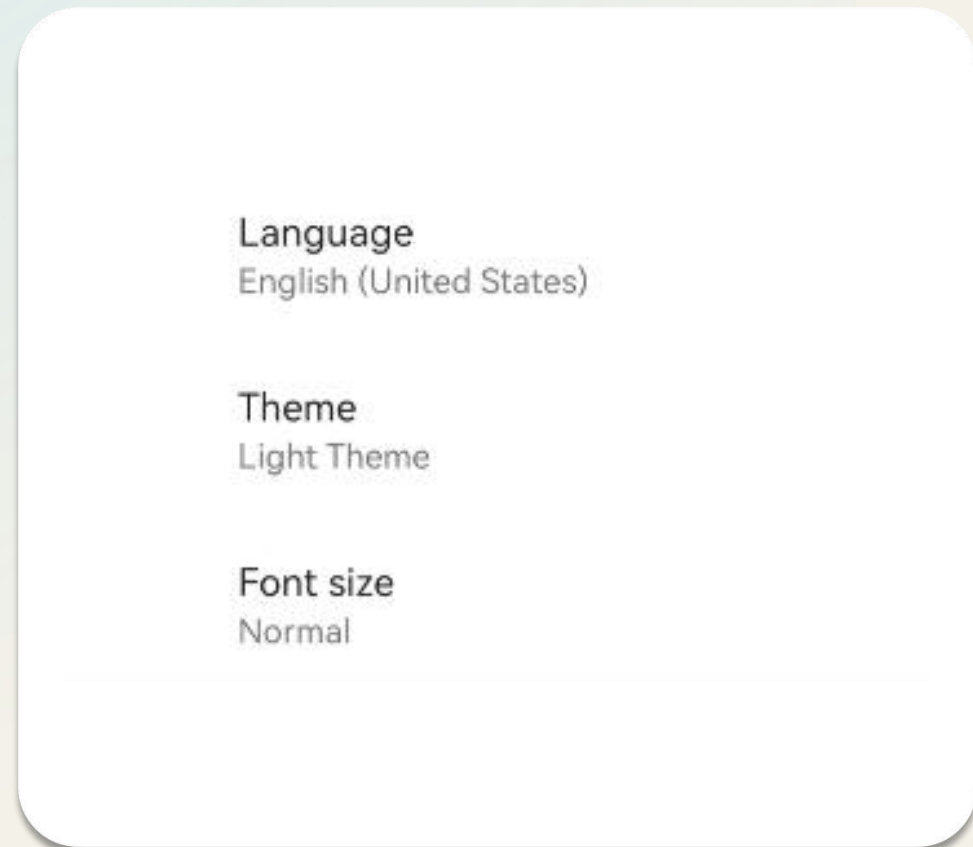 Language
English (United States)
Theme
Light Theme
Font size
Normal